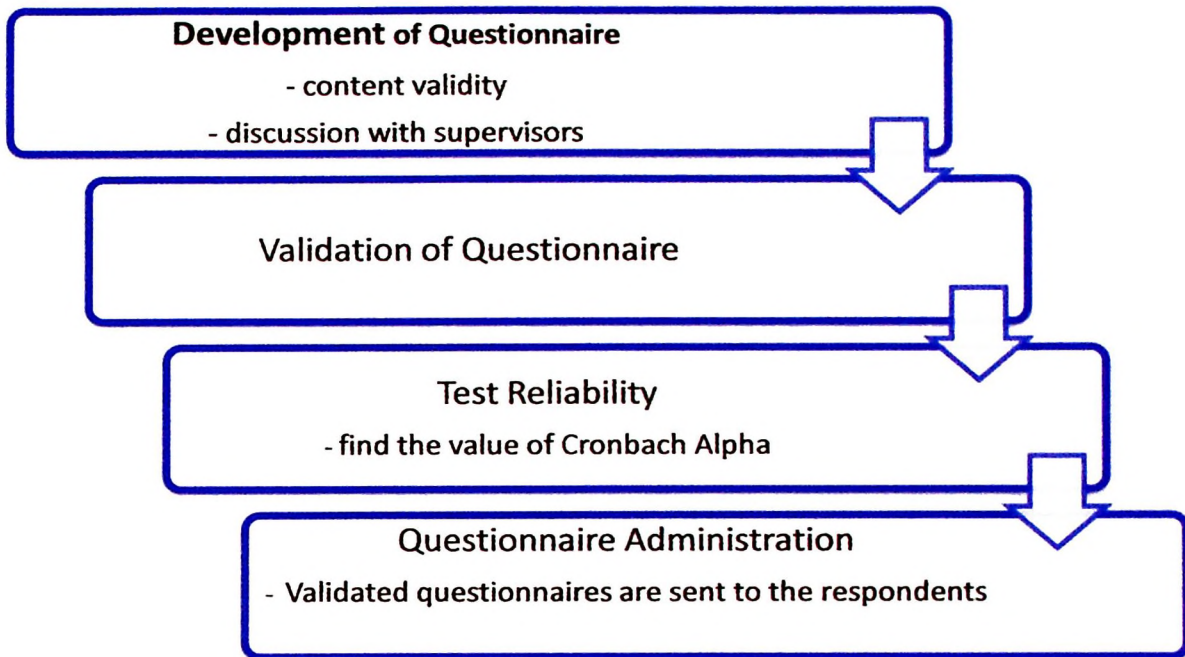 Development of Questionnaire
- content validity
- discussion with supervisors
Validation of Questionnaire
Test Reliability
- find the value of Cronbach Alpha
Questionnaire Administration
- Validated questionnaires are sent to the respondents